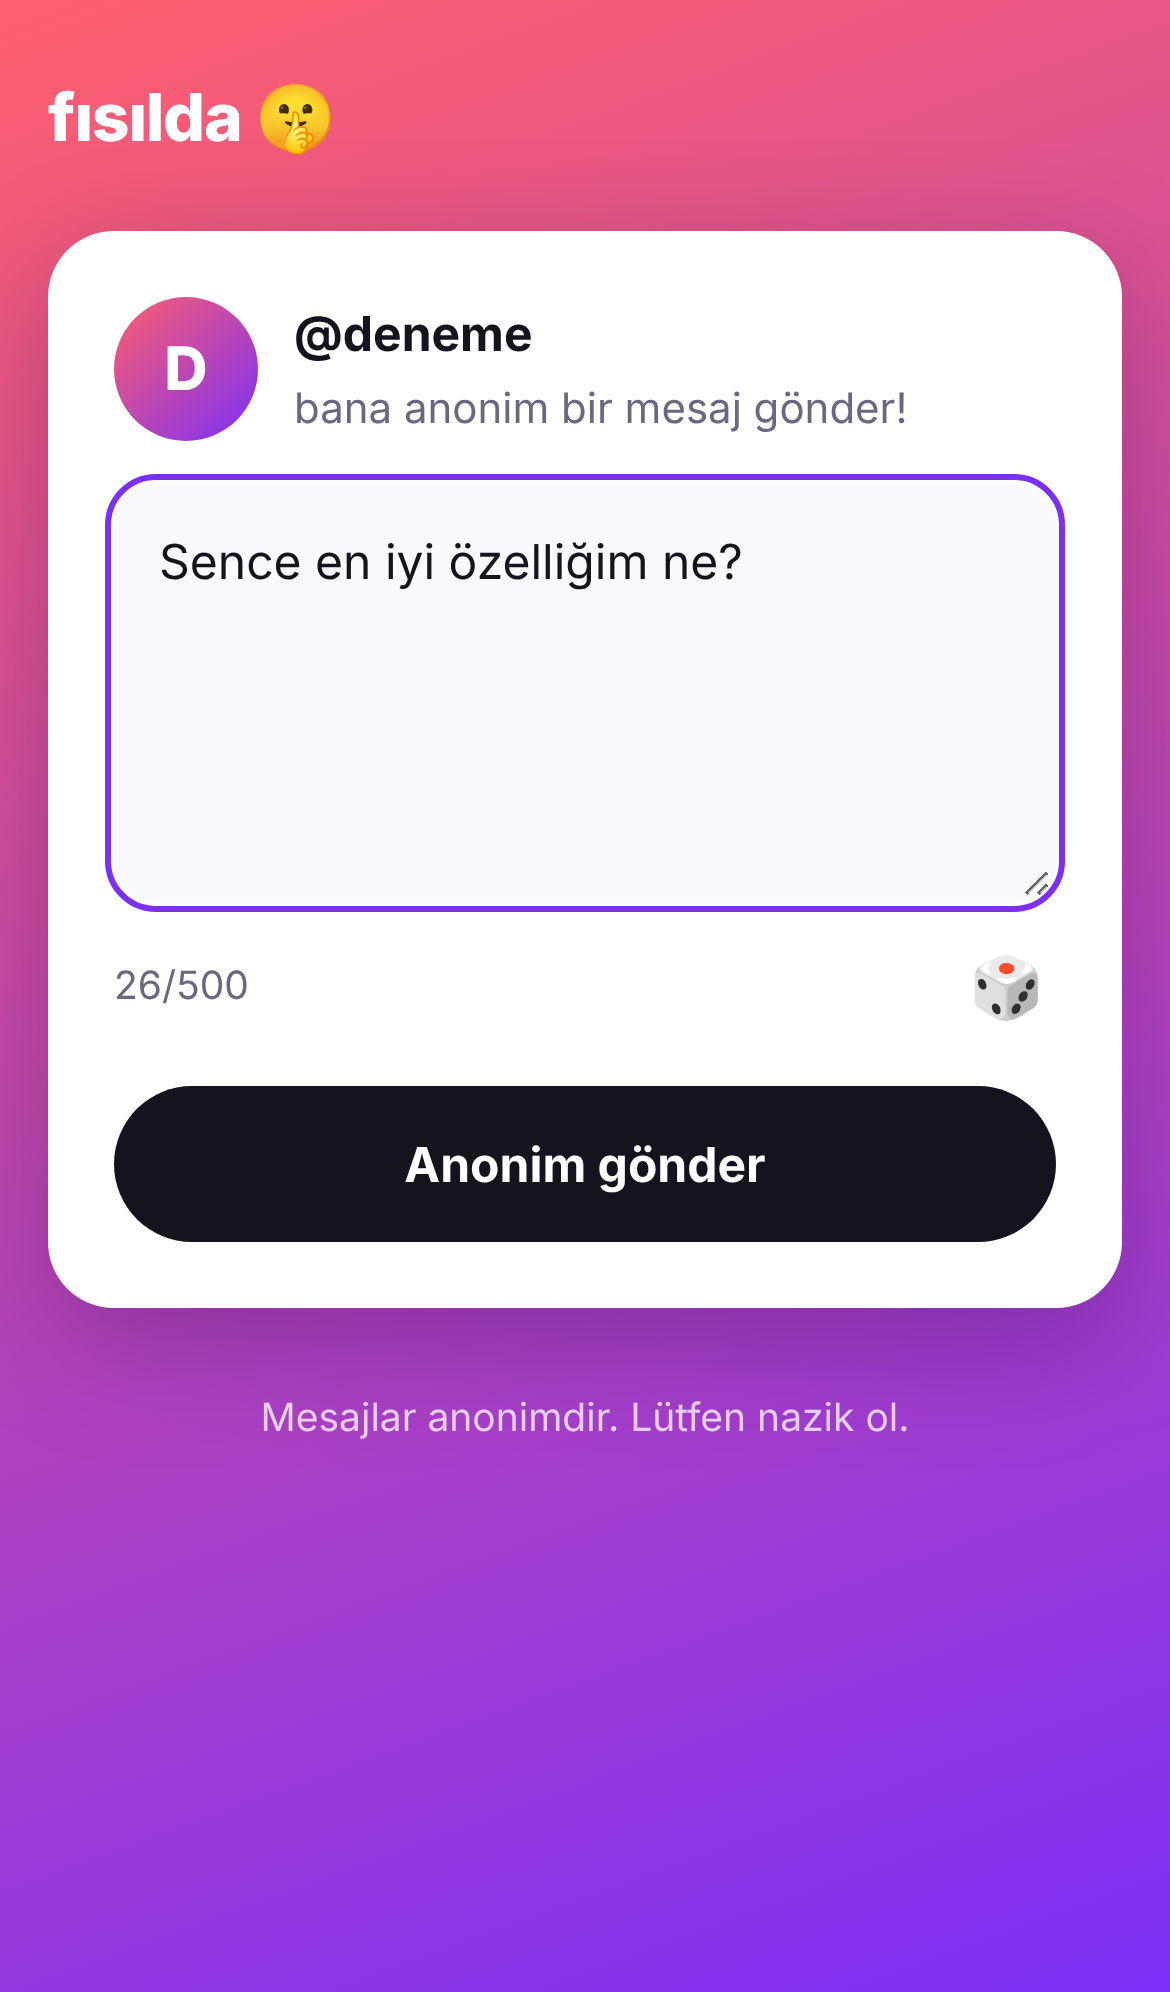 fısılda 🤫
D
@deneme
bana anonim bir mesaj gönder!
Sence en iyi özelliğim ne?
26/500
Anonim gönder
Mesajlar anonimdir. Lütfen nazik ol.